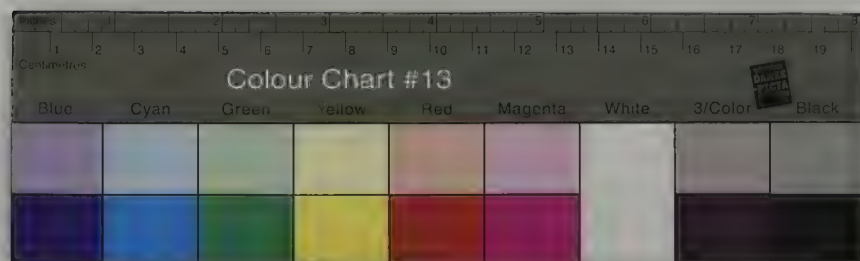 Inches 2 3 4 5 6 7 8
1 2 3 4 5 6 7 8 9 10 11 12 13 14 15 16 17 18 19
Centimetres
Colour Chart #13
DANES
PICTA
Blue Cyan Green Yellow Red Magenta White 3/Color Black